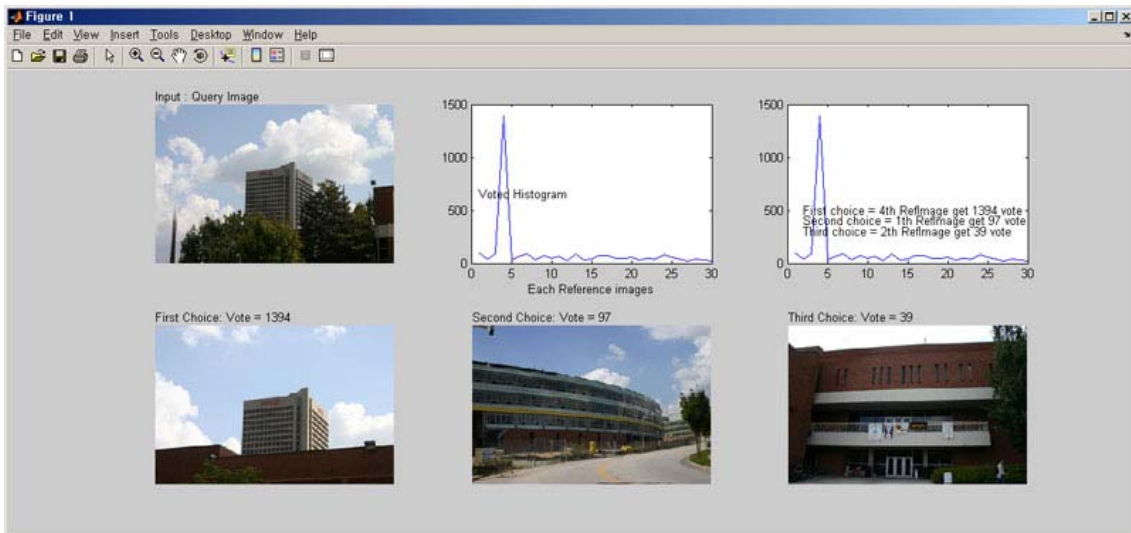 Figure 1
File Edit View Insert Tools Desktop Window Help
Input : Query Image
1500
1000
500
0
Voted Histogram
0 5 10 15 20 25 30
Each Reference images
1500
1000
500
0
First choice = 4th RefImage get 1394 vote
Second choice = 1th RefImage get 97 vote
Third choice = 2th RefImage get 39 vote
0 5 10 15 20 25 30
First Choice: Vote = 1394
Second Choice: Vote = 97
Third Choice: Vote = 39